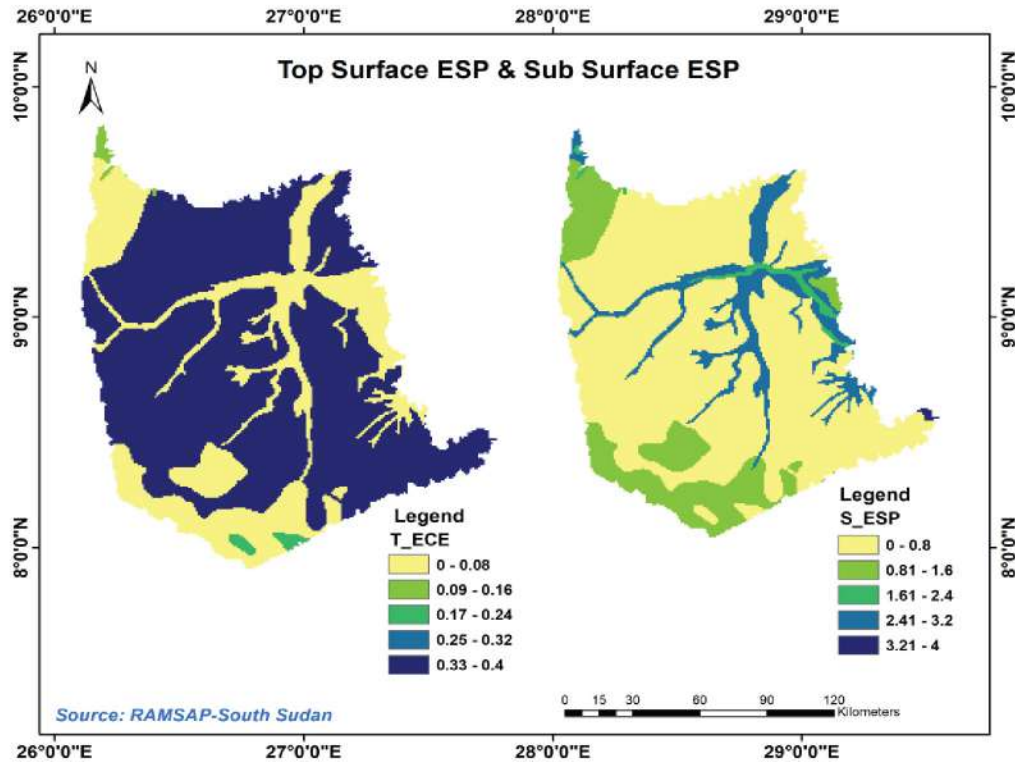 26°0'0"E 27°0'0"E 28°0'0"E 29°0'0"E
Top Surface ESP & Sub Surface ESP
N
10°0'0"N
10°0'0"N
9°0'0"N
9°0'0"N
8°0'0"N
8°0'0"N
Legend
T_ECE
0 - 0.08
0.09 - 0.16
0.17 - 0.24
0.25 - 0.32
0.33 - 0.4
Legend
S_ESP
0 - 0.8
0.81 - 1.6
1.61 - 2.4
2.41 - 3.2
3.21 - 4
Source: RAMSAP-South Sudan
0 15 30 60 90 120
Kilometers
26°0'0"E 27°0'0"E 28°0'0"E 29°0'0"E